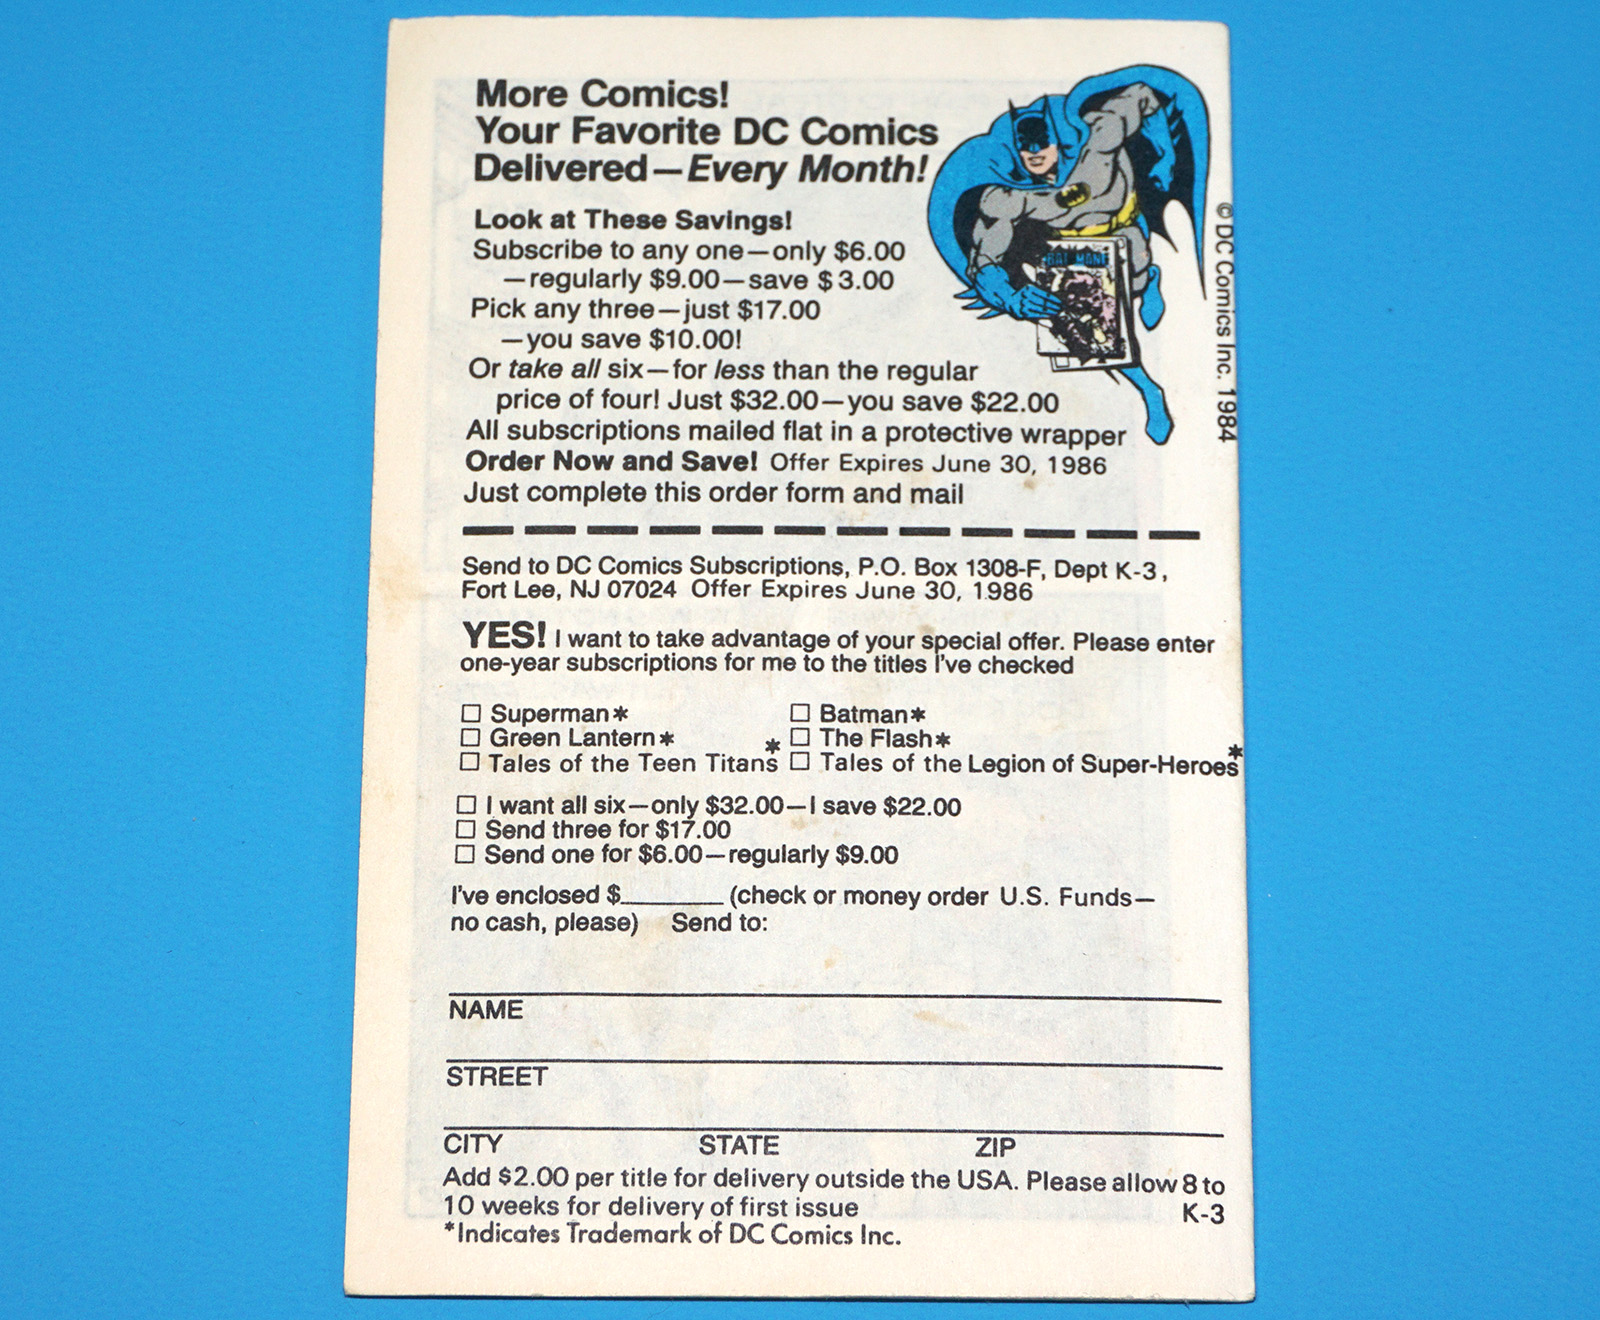 More Comics!
Your Favorite DC Comics
Delivered—Every Month!
Look at These Savings!
Subscribe to any one—only $6.00
—regularly $9.00—save $3.00
Pick any three—just $17.00
—you save $10.00!
Or take all six—for less than the regular
price of four! Just $32.00—you save $22.00
All subscriptions mailed flat in a protective wrapper
Order Now and Save! Offer Expires June 30, 1986
Just complete this order form and mail
BATMAN
© DC Comics Inc. 1984
Send to DC Comics Subscriptions, P.O. Box 1308-F, Dept K-3,
Fort Lee, NJ 07024 Offer Expires June 30, 1986
YES! I want to take advantage of your special offer. Please enter
one-year subscriptions for me to the titles I've checked
☐ Superman* ☐ Batman*
☐ Green Lantern* ☐ The Flash*
☐ Tales of the Teen Titans* ☐ Tales of the Legion of Super-Heroes*
☐ I want all six—only $32.00—I save $22.00
☐ Send three for $17.00
☐ Send one for $6.00—regularly $9.00
I've enclosed $_______ (check or money order U.S. Funds—
no cash, please) Send to:
NAME
STREET
CITY STATE ZIP
Add $2.00 per title for delivery outside the USA. Please allow 8 to
10 weeks for delivery of first issue K-3
*Indicates Trademark of DC Comics Inc.